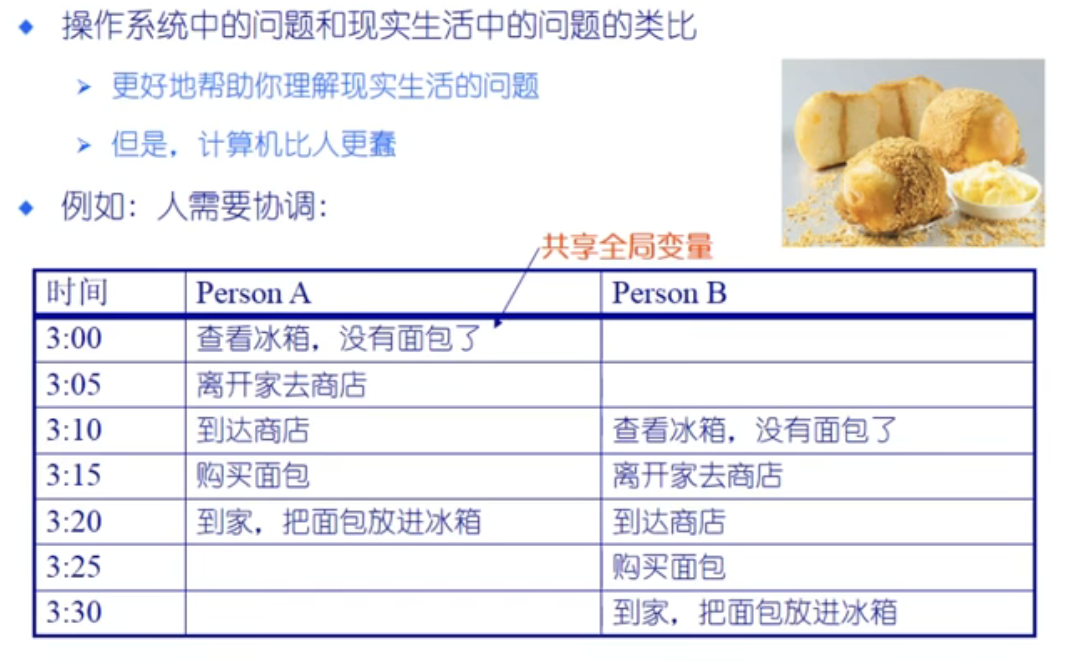 操作系统中的问题和现实生活中的问题的类比
更好地帮助你理解现实生活的问题
但是，计算机比人更蠢
例如：人需要协调：
共享全局变量
时间 Person A Person B
3:00 查看冰箱，没有面包了
3:05 离开家去商店
3:10 到达商店 查看冰箱，没有面包了
3:15 购买面包 离开家去商店
3:20 到家，把面包放进冰箱 到达商店
3:25 购买面包
3:30 到家，把面包放进冰箱